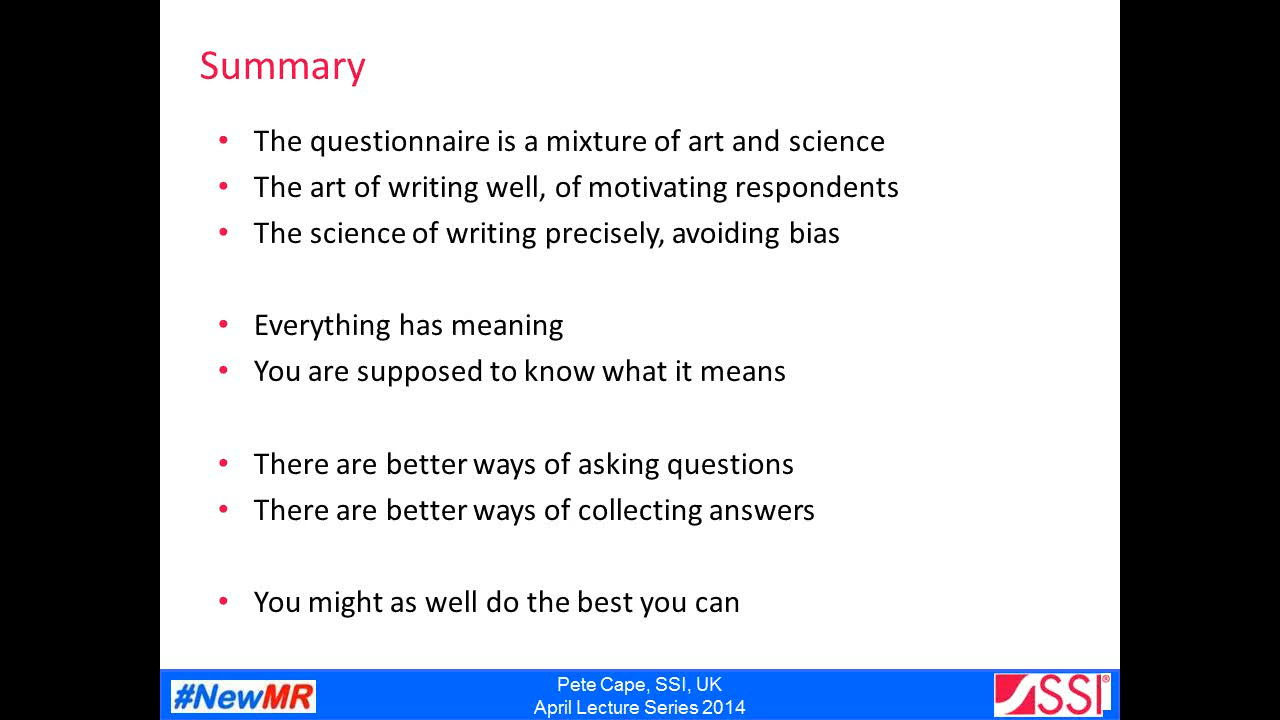 Summary
• The questionnaire is a mixture of art and science
• The art of writing well, of motivating respondents
• The science of writing precisely, avoiding bias
• Everything has meaning
• You are supposed to know what it means
• There are better ways of asking questions
• There are better ways of collecting answers
• You might as well do the best you can
#NewMR
Pete Cape, SSI, UK
April Lecture Series 2014
SSI®